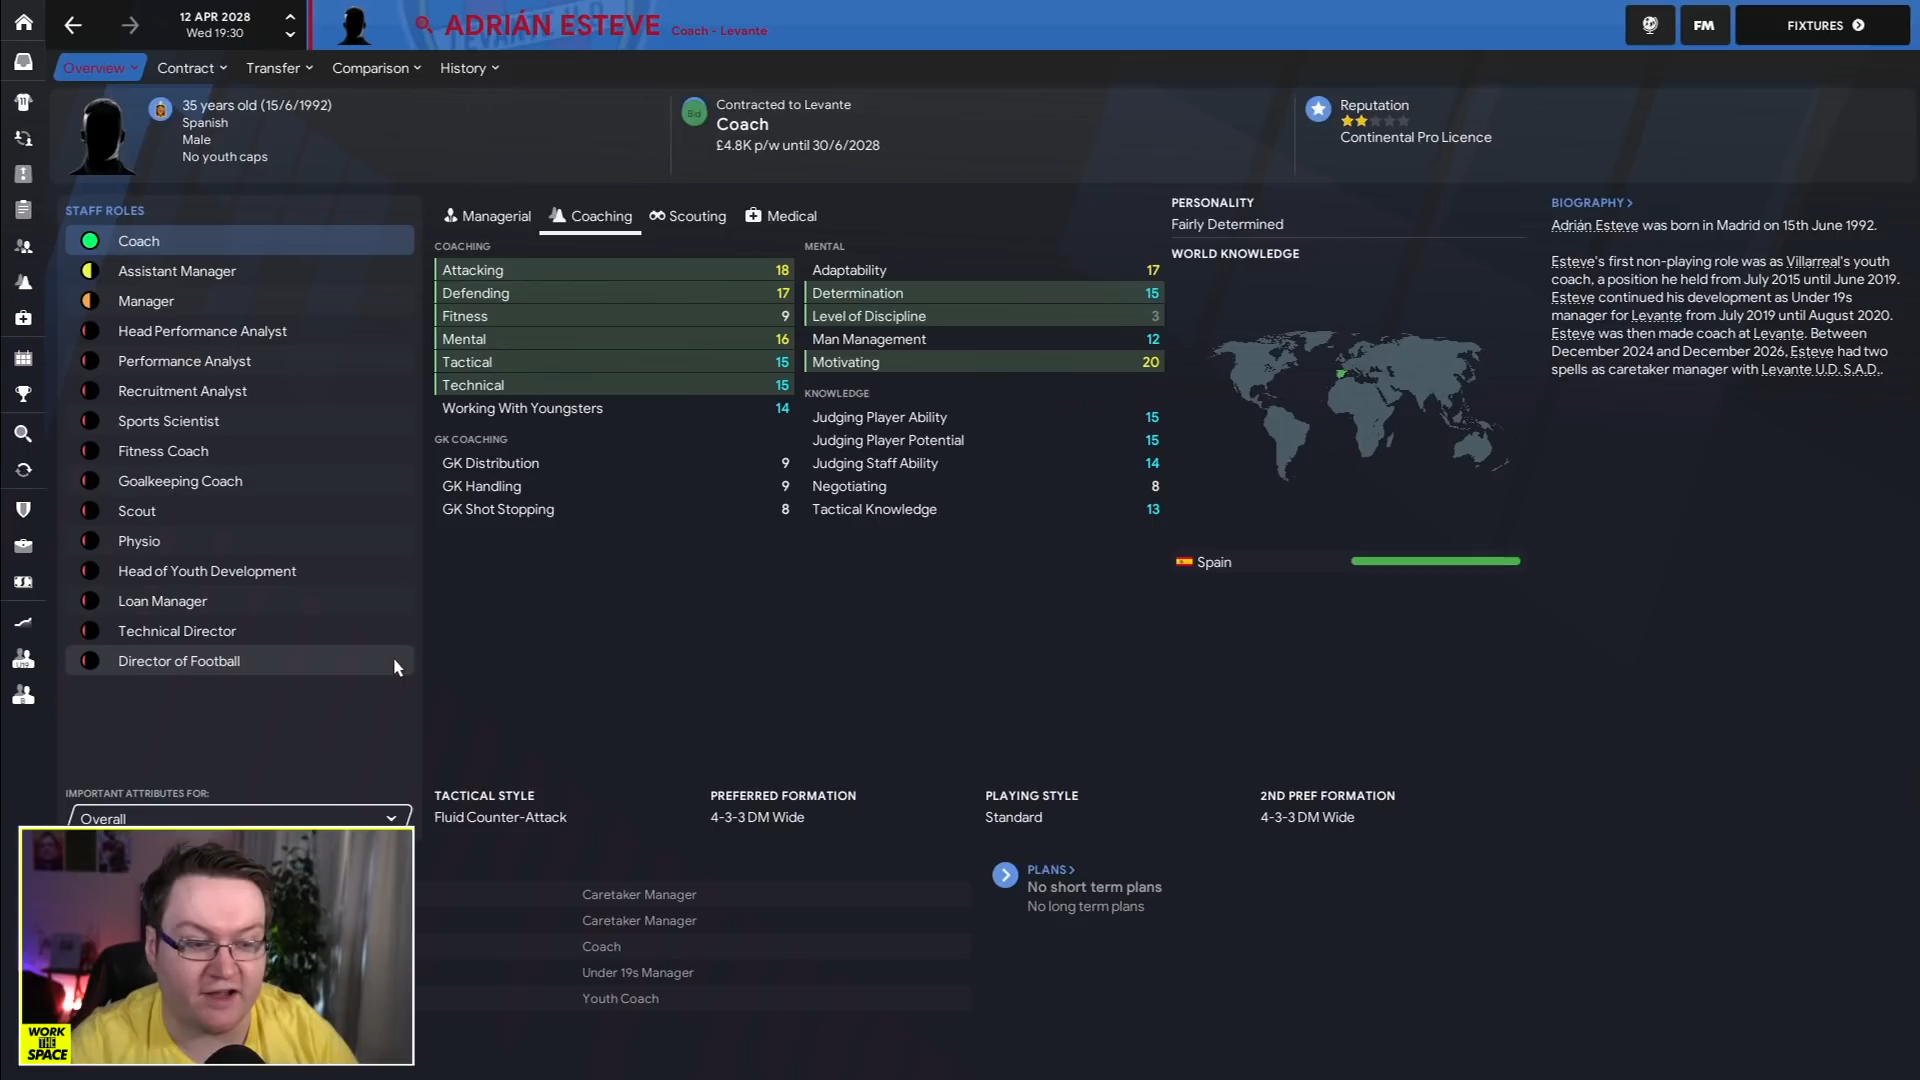 12 APR 2028
Wed 19:30
ADRIÁN ESTEVE
Coach - Levante
FM
FIXTURES
Overview
Contract
Transfer
Comparison
History
35 years old (15/6/1992)
Spanish
Male
No youth caps
Bid
Contracted to Levante
Coach
£4.8K p/w until 30/6/2028
Reputation
Continental Pro Licence
STAFF ROLES
Coach
Assistant Manager
Manager
Head Performance Analyst
Performance Analyst
Recruitment Analyst
Sports Scientist
Fitness Coach
Goalkeeping Coach
Scout
Physio
Head of Youth Development
Loan Manager
Technical Director
Director of Football
IMPORTANT ATTRIBUTES FOR:
Overall
Managerial
Coaching
Scouting
Medical
COACHING
Attacking 18
Defending 17
Fitness 9
Mental 16
Tactical 15
Technical 15
Working With Youngsters 14
GK COACHING
GK Distribution 9
GK Handling 9
GK Shot Stopping 8
MENTAL
Adaptability 17
Determination 15
Level of Discipline 3
Man Management 12
Motivating 20
KNOWLEDGE
Judging Player Ability 15
Judging Player Potential 15
Judging Staff Ability 14
Negotiating 8
Tactical Knowledge 13
PERSONALITY
Fairly Determined
WORLD KNOWLEDGE
Spain
BIOGRAPHY >
Adrián Esteve was born in Madrid on 15th June 1992.
Esteve's first non-playing role was as Villarreal's youth
coach, a position he held from July 2015 until June 2019.
Esteve continued his development as Under 19s
manager for Levante from July 2019 until August 2020.
Esteve was then made coach at Levante. Between
December 2024 and December 2026, Esteve had two
spells as caretaker manager with Levante U.D. S.A.D..
TACTICAL STYLE
Fluid Counter-Attack
PREFERRED FORMATION
4-3-3 DM Wide
PLAYING STYLE
Standard
2ND PREF FORMATION
4-3-3 DM Wide
Caretaker Manager
Caretaker Manager
Coach
Under 19s Manager
Youth Coach
PLANS >
No short term plans
No long term plans
WORK
THE
SPACE